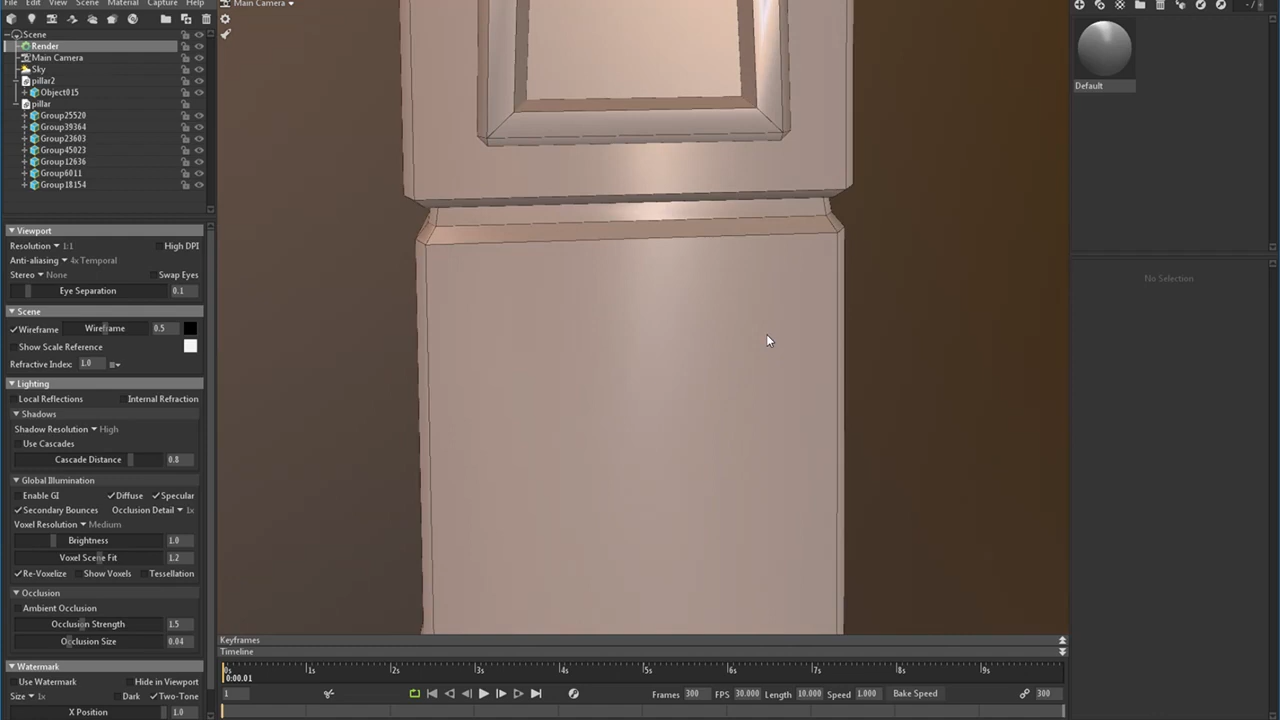 File Edit View Scene Material Capture Help
Main Camera
Scene
Render
Main Camera
Sky
pillar2
Object015
pillar
Group25520
Group39364
Group23603
Group45023
Group12636
Group6011
Group18154
Default
No Selection
Viewport
Resolution 1:1 High DPI
Anti-aliasing 4x Temporal
Stereo None Swap Eyes
Eye Separation 0.1
Scene
Wireframe Wireframe 0.5
Show Scale Reference
Refractive Index: 1.0
Lighting
Local Reflections Internal Refraction
Shadows
Shadow Resolution High
Use Cascades
Cascade Distance 0.8
Global Illumination
Enable GI Diffuse Specular
Secondary Bounces Occlusion Detail 1x
Voxel Resolution Medium
Brightness 1.0
Voxel Scene Fit 1.2
Re-Voxelize Show Voxels Tessellation
Occlusion
Ambient Occlusion
Occlusion Strength 1.5
Occlusion Size 0.04
Watermark
Use Watermark Hide in Viewport
Size 1x Dark Two-Tone
X Position 1.0
Keyframes
Timeline
0s 1s 2s 3s 4s 5s 6s 7s 8s 9s
0:00.01
1 Frames 300 FPS 30.000 Length 10.000 Speed 1.000 Bake Speed 300